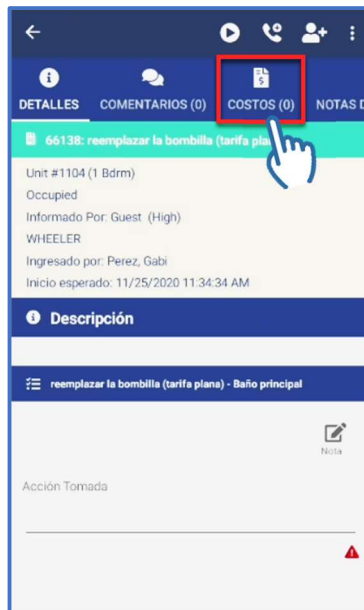 DETALLES COMENTARIOS (0) COSTOS (0) NOTAS D
66138: reemplazar la bombilla (tarifa pla
Unit #1104 (1 Bdrm)
Occupied
Informado Por: Guest (High)
WHEELER
Ingresado por: Perez, Gabi
Inicio esperado: 11/25/2020 11:34:34 AM
Descripción
reemplazar la bombilla (tarifa plana) - Baño principal
Nota
Acción Tomada